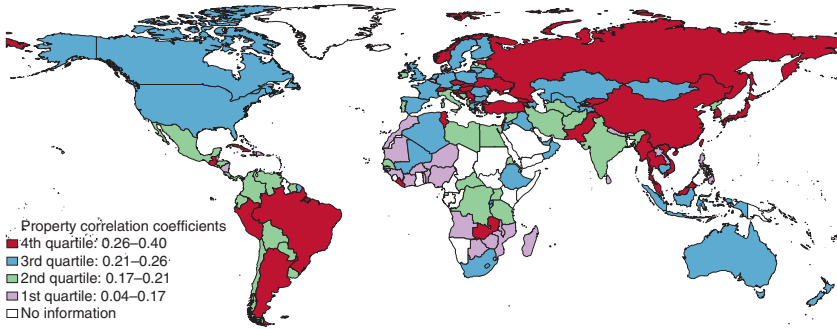 Property correlation coefficients
4th quartile: 0.26–0.40
3rd quartile: 0.21–0.26
2nd quartile: 0.17–0.21
1st quartile: 0.04–0.17
No information